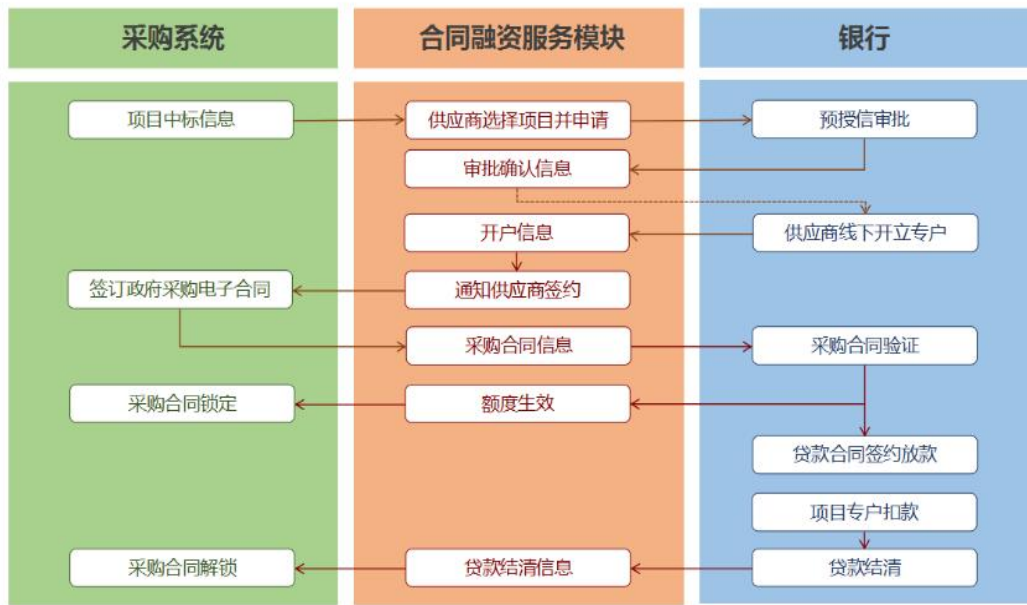 采购系统
合同融资服务模块
银行
项目中标信息
供应商选择项目并申请
预授信审批
审批确认信息
开户信息
供应商线下开立专户
签订政府采购电子合同
通知供应商签约
采购合同信息
采购合同验证
采购合同锁定
额度生效
贷款合同签约放款
项目专户扣款
采购合同解锁
贷款结清信息
贷款结清